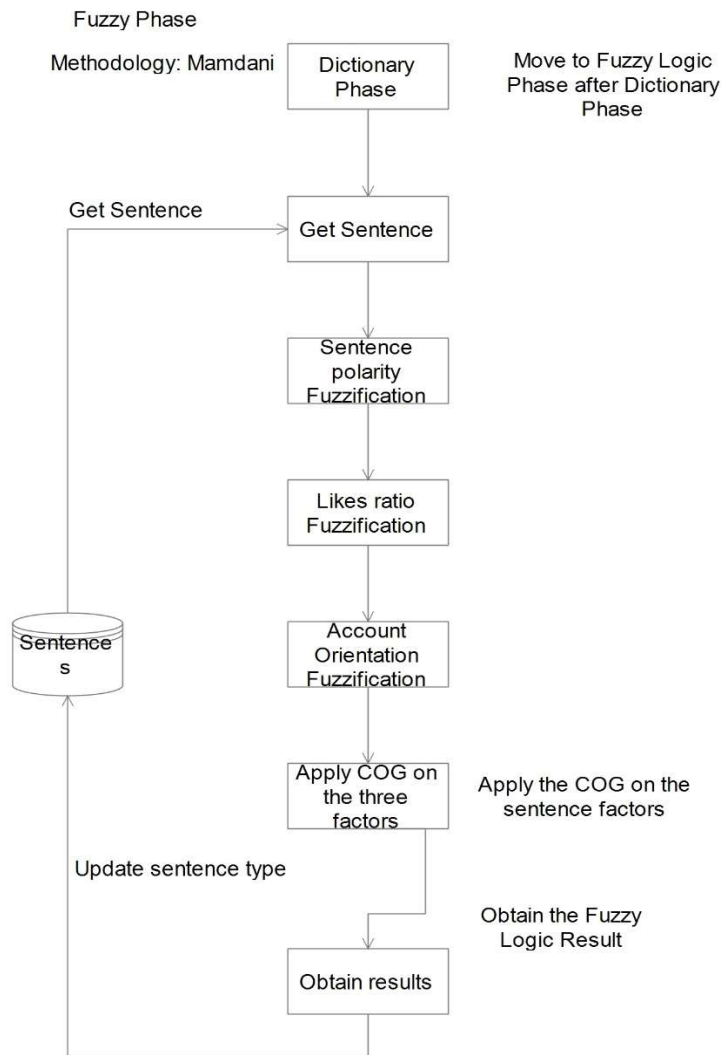 Fuzzy Phase
Methodology: Mamdani
Dictionary
Phase
Move to Fuzzy Logic
Phase after Dictionary
Phase
Get Sentence
Get Sentence
Sentence
polarity
Fuzzification
Likes ratio
Fuzzification
Sentence
s
Account
Orientation
Fuzzification
Apply COG on
the three
factors
Apply the COG on the
sentence factors
Update sentence type
Obtain the Fuzzy
Logic Result
Obtain results